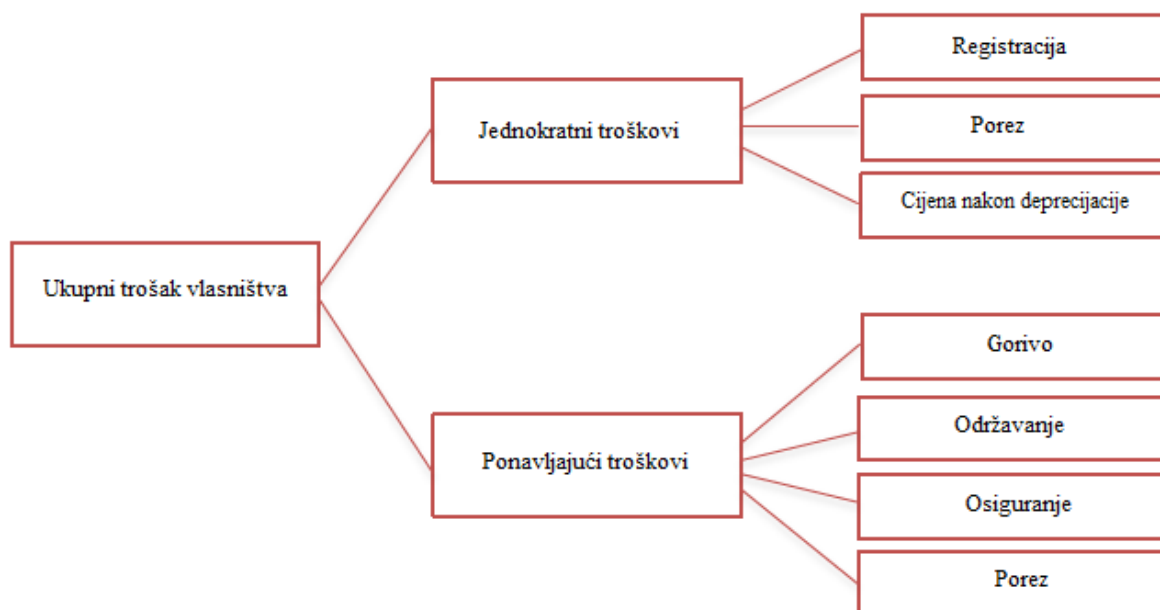 Ukupni trošak vlasništva
Jednokratni troškovi
Registracija
Porez
Cijena nakon deprecijacije
Ponavljajući troškovi
Gorivo
Održavanje
Osiguranje
Porez